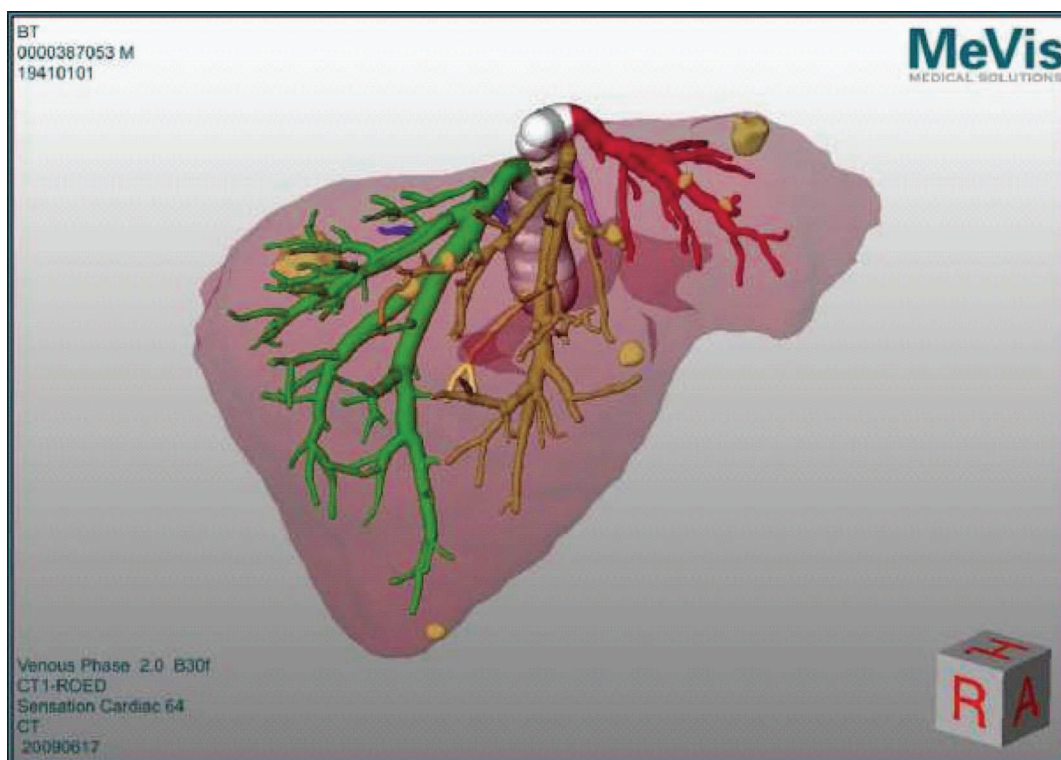 BT
0000387053 M
19410101
MeVis
MEDICAL SOLUTIONS
Venous Phase 2.0 B30f
CT1-ROED
Sensation Cardiac 64
CT
20090617
H
R A